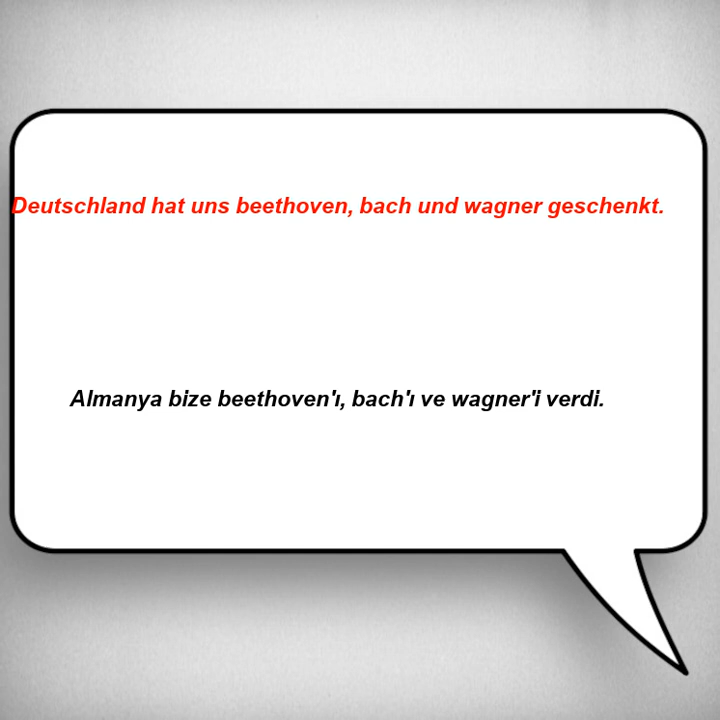 Deutschland hat uns beethoven, bach und wagner geschenkt.
Almanya bize beethoven'ı, bach'ı ve wagner'i verdi.